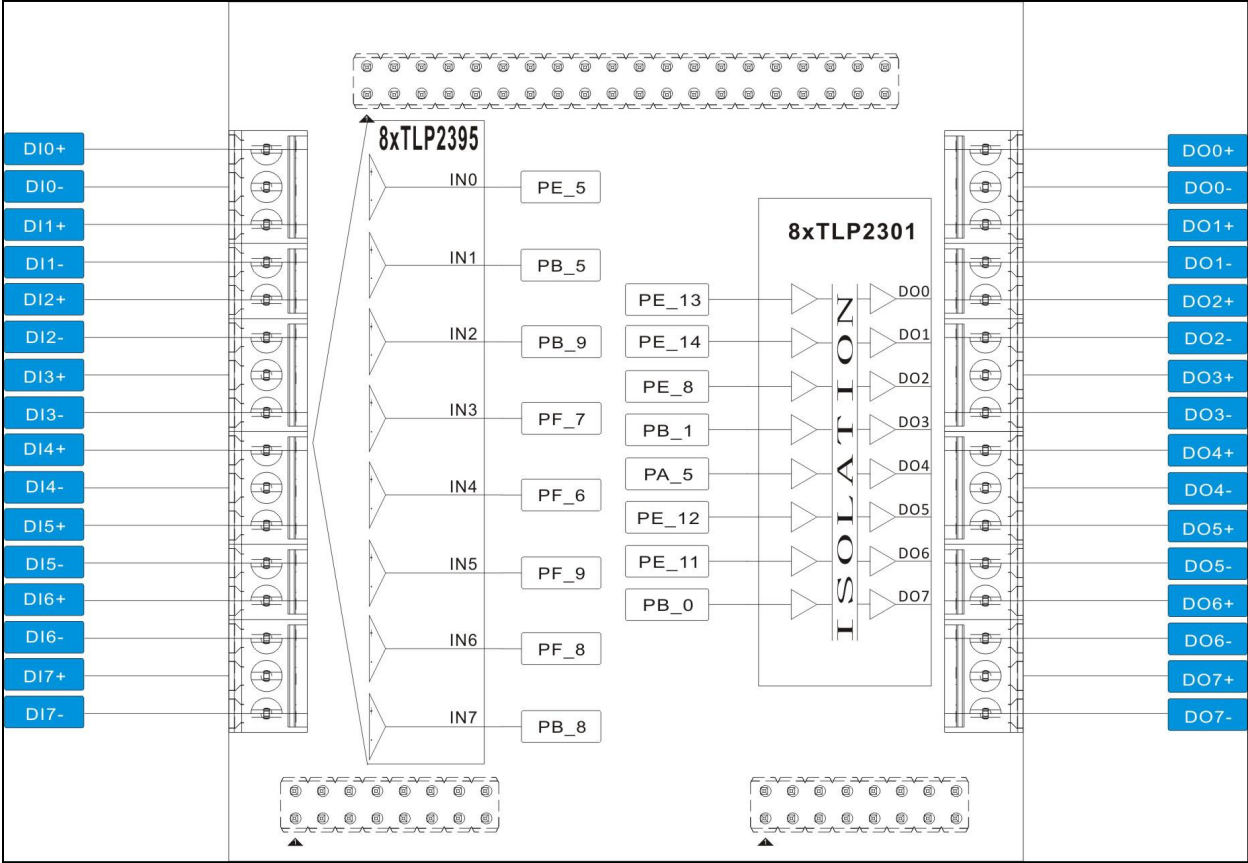 DI0+
DI0-
DI1+
DI1-
DI2+
DI2-
DI3+
DI3-
DI4+
DI4-
DI5+
DI5-
DI6+
DI6-
DI7+
DI7-
8xTLP2395
IN0 PE_5
IN1 PB_5
IN2 PB_9
IN3 PF_7
IN4 PF_6
IN5 PF_9
IN6 PF_8
IN7 PB_8
8xTLP2301
PE_13 DO0
PE_14 DO1
PE_8 DO2
PB_1 DO3
PA_5 DO4
PE_12 DO5
PE_11 DO6
PB_0 DO7
ISOLATION
DO0+
DO0-
DO1+
DO1-
DO2+
DO2-
DO3+
DO3-
DO4+
DO4-
DO5+
DO5-
DO6+
DO6-
DO7+
DO7-